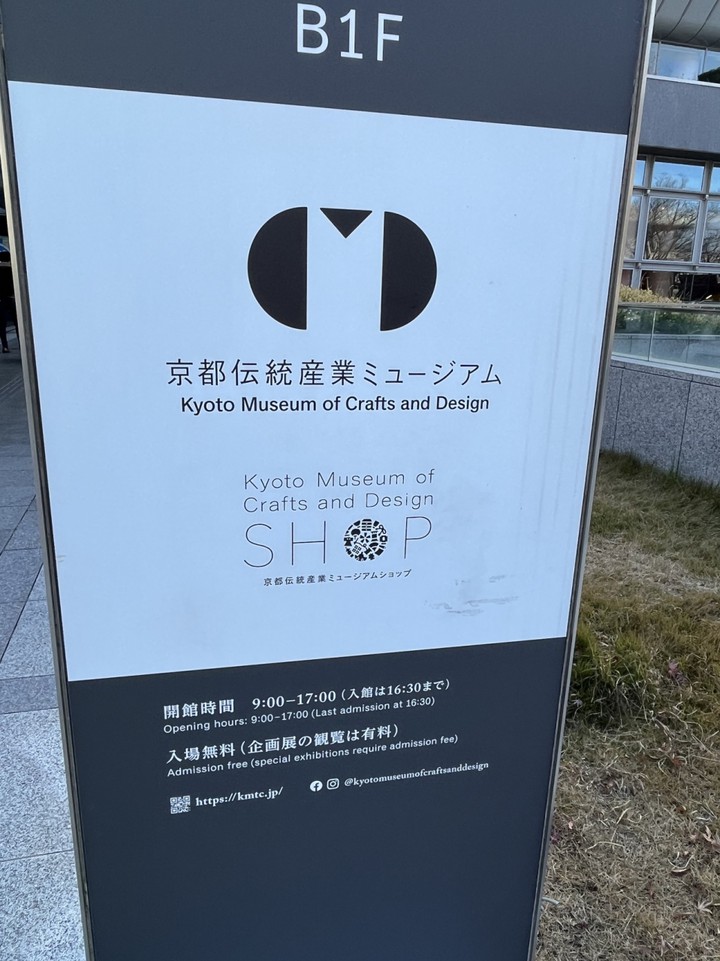 B1F
京都伝統産業ミュージアム
Kyoto Museum of Crafts and Design
Kyoto Museum of
Crafts and Design
SHOP
京都伝統産業ミュージアムショップ
開館時間 9:00−17:00（入館は16:30まで）
Opening hours: 9:00−17:00 (Last admission at 16:30)
入場無料（企画展の観覧は有料）
Admission free (special exhibitions require admission fee)
https://kmtc.jp/ @kyotomuseumofcraftsanddesign